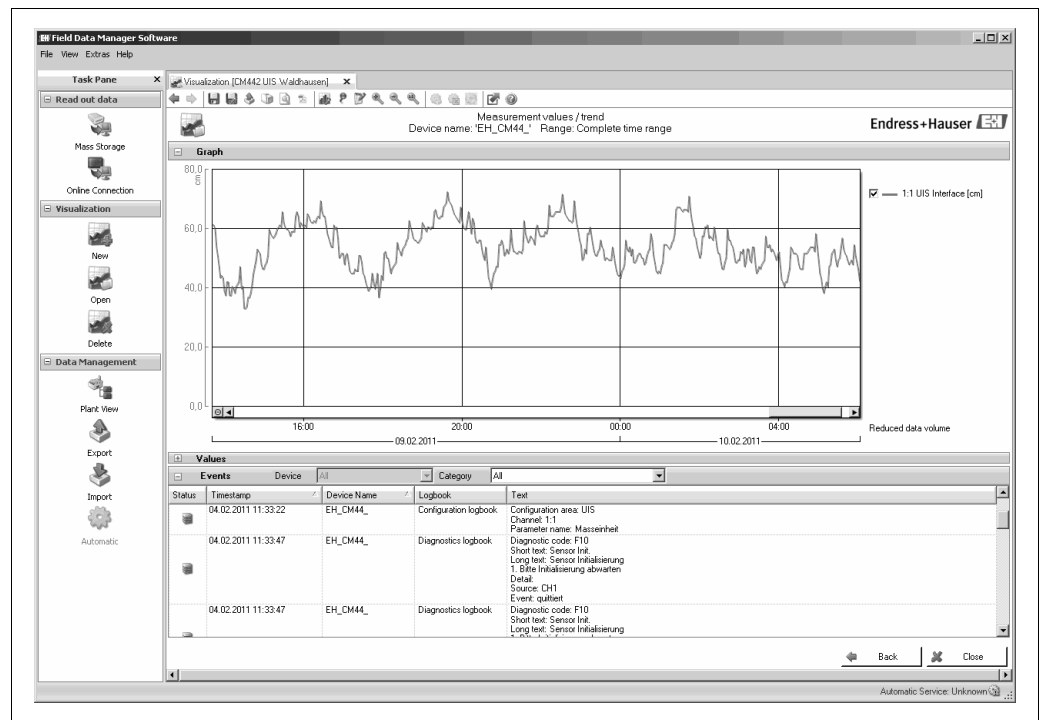 Field Data Manager Software
File View Extras Help
Task Pane
Read out data
Mass Storage
Online Connection
Visualization
New
Open
Delete
Data Management
Plant View
Export
Import
Automatic
Visualization [CM442 UIS Waldhausen]
Measurement values / trend
Device name: 'EH_CM44_' Range: Complete time range
Endress+Hauser EH
Graph
80,0
cm
60,0
40,0
20,0
0,0
1:1 UIS Interface [cm]
16:00 20:00 00:00 04:00
09.02.2011 10.02.2011
Reduced data volume
Values
Events Device All Category All
Status Timestamp Device Name Logbook Text
04.02.2011 11:33:22 EH_CM44_ Configuration logbook Configuration area: UIS
Channel: 1:1
Parameter name: Masseinheit
04.02.2011 11:33:47 EH_CM44_ Diagnostics logbook Diagnostic code: F10
Short text: Sensor Init.
Long text: Sensor Initialisierung
1. Bitte Initialisierung abwarten
Detail:
Source: CH1
Event: quittiert
04.02.2011 11:33:47 EH_CM44_ Diagnostics logbook Diagnostic code: F10
Short text: Sensor Init.
Long text: Sensor Initialisierung
Back Close
Automatic Service: Unknown